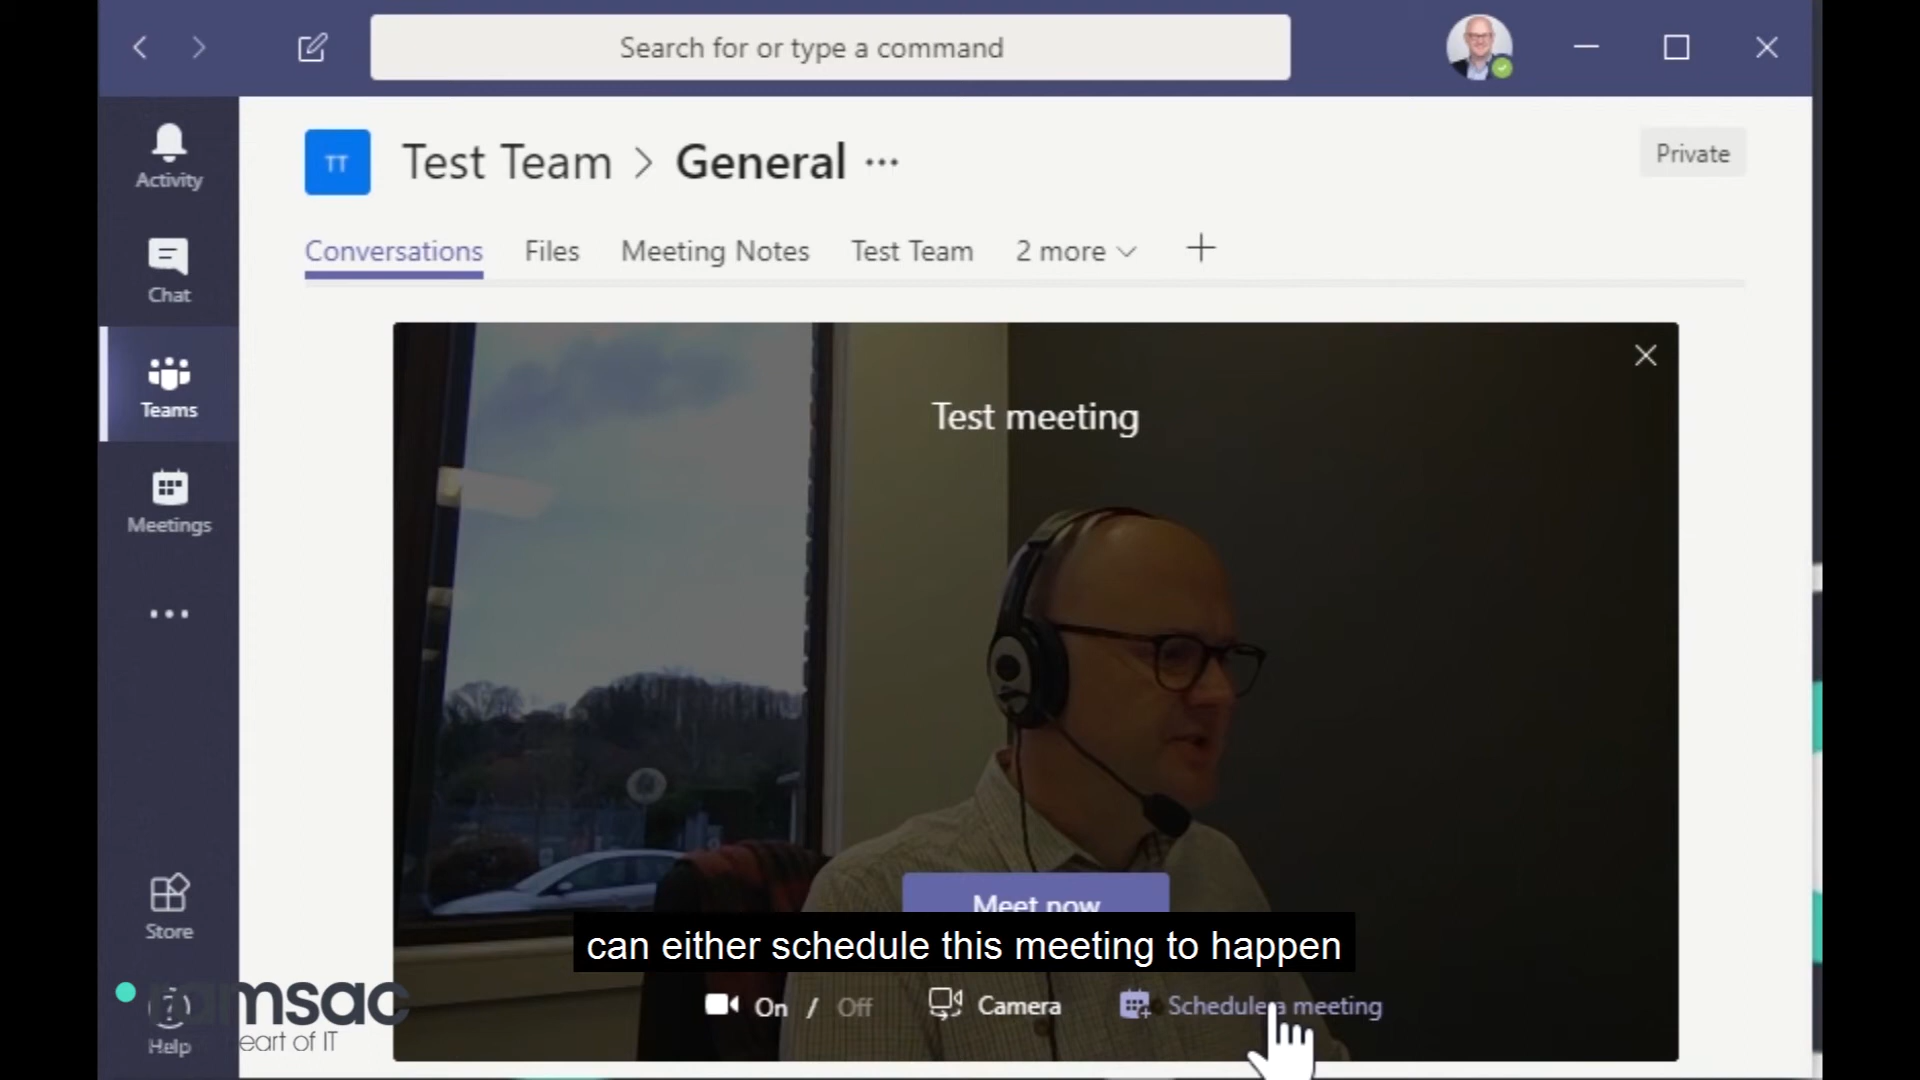 Search for or type a command
Activity
TT
Test Team > General ...
Private
Conversations
Files
Meeting Notes
Test Team
2 more
Chat
Teams
Test meeting
Meetings
Store
Meet now
can either schedule this meeting to happen
On / Off
Camera
Schedule a meeting
ramsac
eart of IT
Help